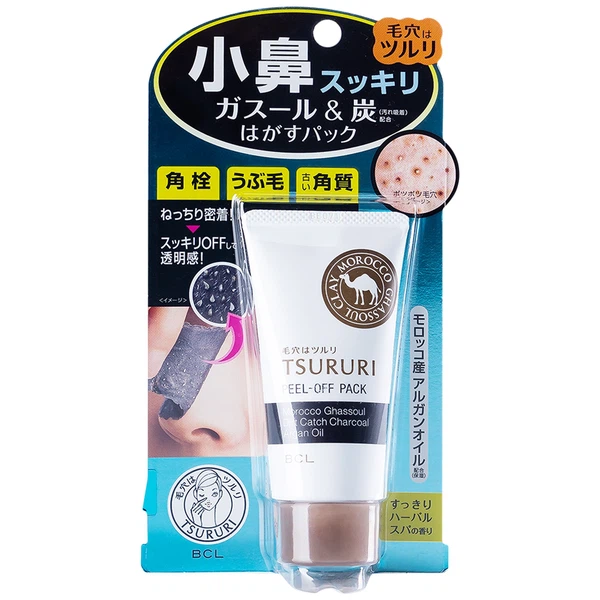 毛穴は
ツルリ
小鼻スッキリ
ガスール&炭
(汚れ吸着)
配合
はがすパック
角栓
うぶ毛
古い角質
ポツポツ毛穴
ねっちり密着!
スッキリOFFして
透明感!
<イメージ>
MOROCCO GHASSOUL CLAY
毛穴はツルリ
TSURURI
PEEL-OFF PACK
Morocco Ghassoul
Catch Charcoal
Argan Oil
BCL
モロッコ産アルガンオイル
配合
(保湿)
毛穴はツルリ
TSURURI
BCL
すっきり
ハーバル
スパの香り